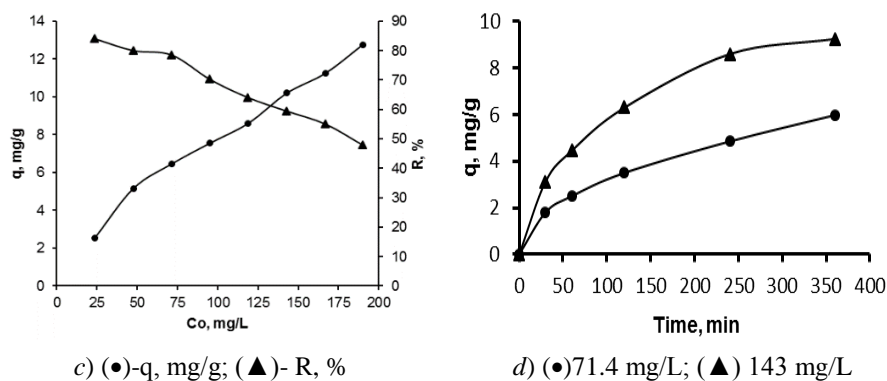 14
12
10
8
6
4
2
0
q, mg/g
90
80
70
60
50
40
30
20
10
0
R, %
0 25 50 75 100 125 150 175 200
Co, mg/L
c) (●)-q, mg/g; (▲)- R, %
10
8
6
4
2
0
q, mg/g
0 50 100 150 200 250 300 350 400
Time, min
d) (●)71.4 mg/L; (▲) 143 mg/L